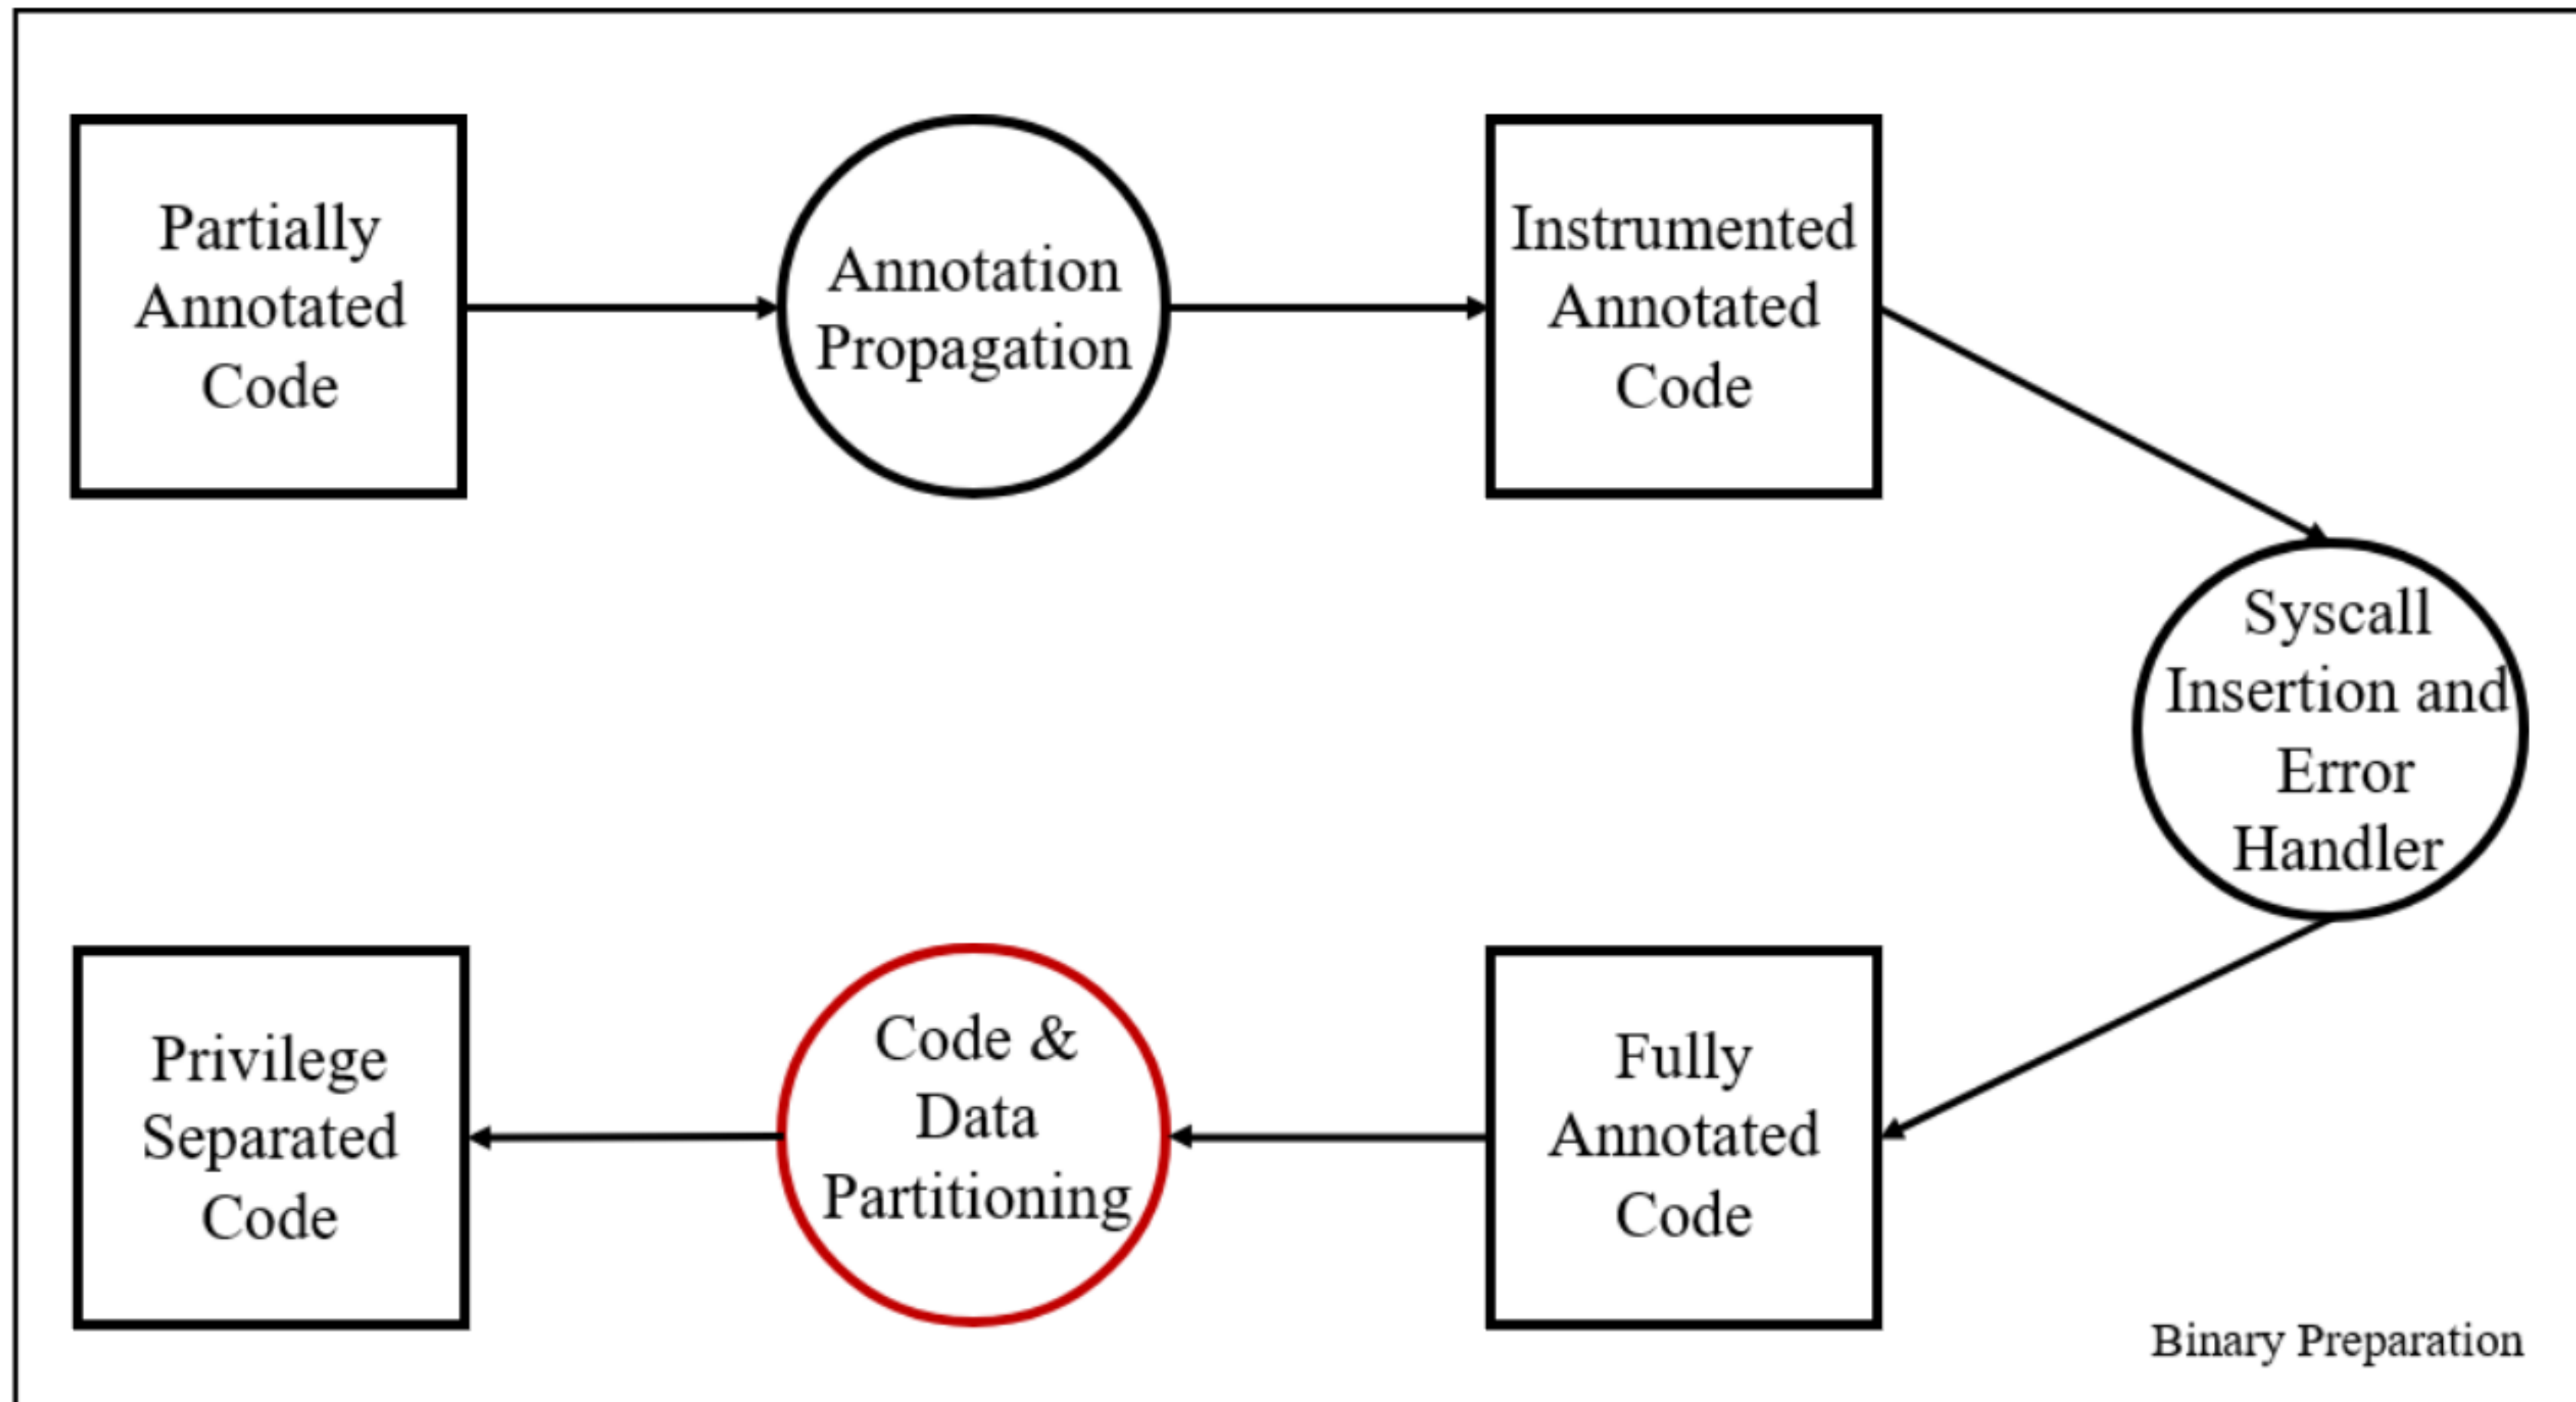 Partially
Annotated
Code
Annotation
Propagation
Instrumented
Annotated
Code
Syscall
Insertion and
Error
Handler
Fully
Annotated
Code
Code &
Data
Partitioning
Privilege
Separated
Code
Binary Preparation